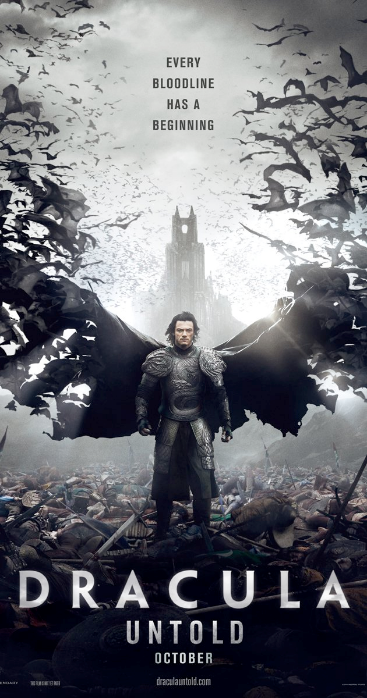 EVERY
BLOODLINE
HAS A
BEGINNING
DRACULA
UNTOLD
OCTOBER
draculauntold.com